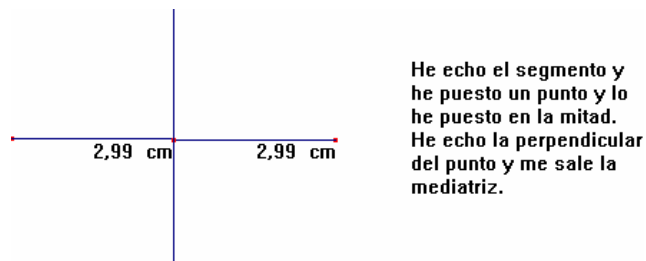 2,99 cm
2,99 cm
He echo el segmento y
he puesto un punto y lo
he puesto en la mitad.
He echo la perpendicular
del punto y me sale la
mediatriz.